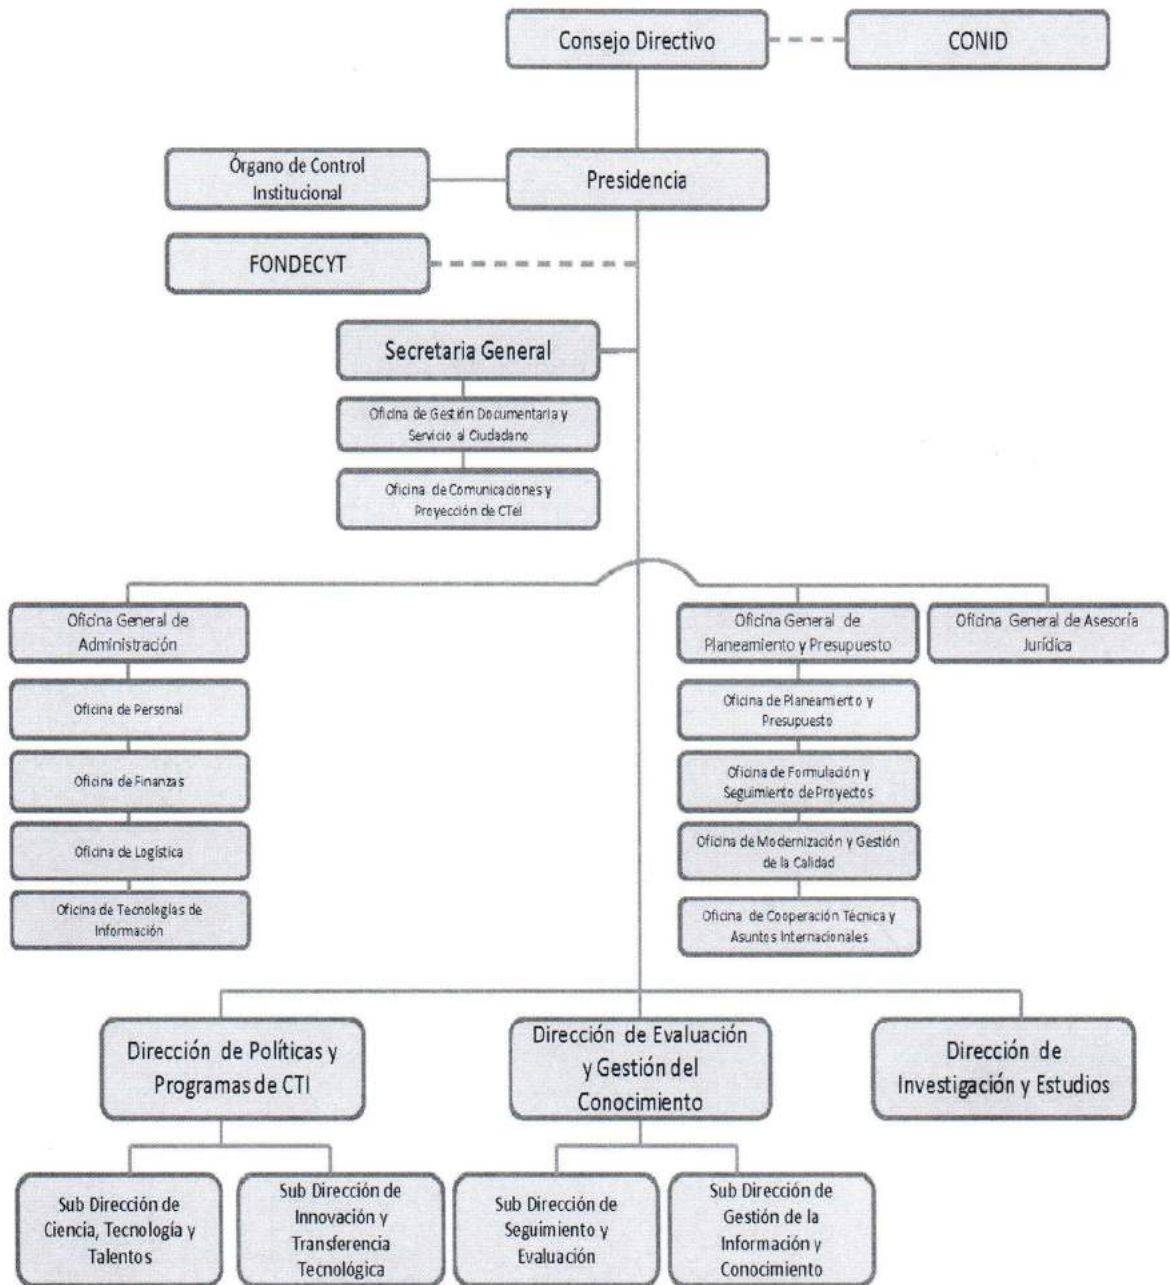 Consejo Directivo
CONID
Órgano de Control
Institucional
Presidencia
FONDECYT
Secretaria General
Oficina de Gestión Documentaria y
Servicio al Ciudadano
Oficina de Comunicaciones y
Proyección de CTeI
Oficina General de
Administración
Oficina General de
Planeamiento y Presupuesto
Oficina General de Asesoría
Jurídica
Oficina de Personal
Oficina de Planeamiento y
Presupuesto
Oficina de Finanzas
Oficina de Formulación y
Seguimiento de Proyectos
Oficina de Logística
Oficina de Modernización y Gestión
de la Calidad
Oficina de Tecnologías de
Información
Oficina de Cooperación Técnica y
Asuntos Internacionales
Dirección de Políticas y
Programas de CTI
Dirección de Evaluación
y Gestión del
Conocimiento
Dirección de
Investigación y Estudios
Sub Dirección de
Ciencia, Tecnología y
Talentos
Sub Dirección de
Innovación y
Transferencia
Tecnológica
Sub Dirección de
Seguimiento y
Evaluación
Sub Dirección de
Gestión de la
Información y
Conocimiento